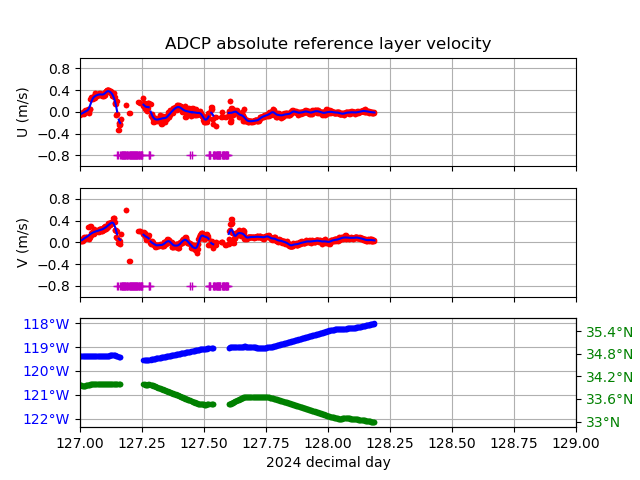 ADCP absolute reference layer velocity
U (m/s)
0.8
0.4
0.0
−0.4
−0.8
V (m/s)
0.8
0.4
0.0
−0.4
−0.8
118°W
119°W
120°W
121°W
122°W
35.4°N
34.8°N
34.2°N
33.6°N
33°N
127.00 127.25 127.50 127.75 128.00 128.25 128.50 128.75 129.00
2024 decimal day